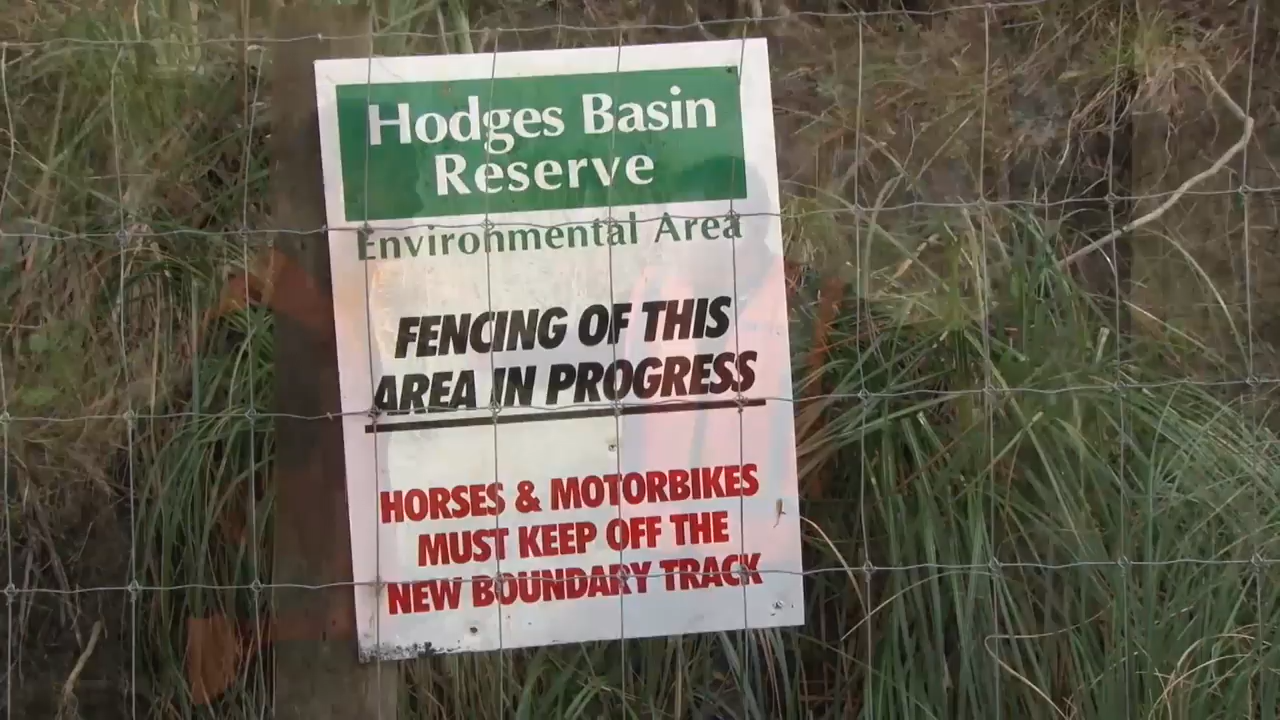 Hodges Basin
Reserve
Environmental Area
FENCING OF THIS
AREA IN PROGRESS
HORSES & MOTORBIKES
MUST KEEP OFF THE
NEW BOUNDARY TRACK